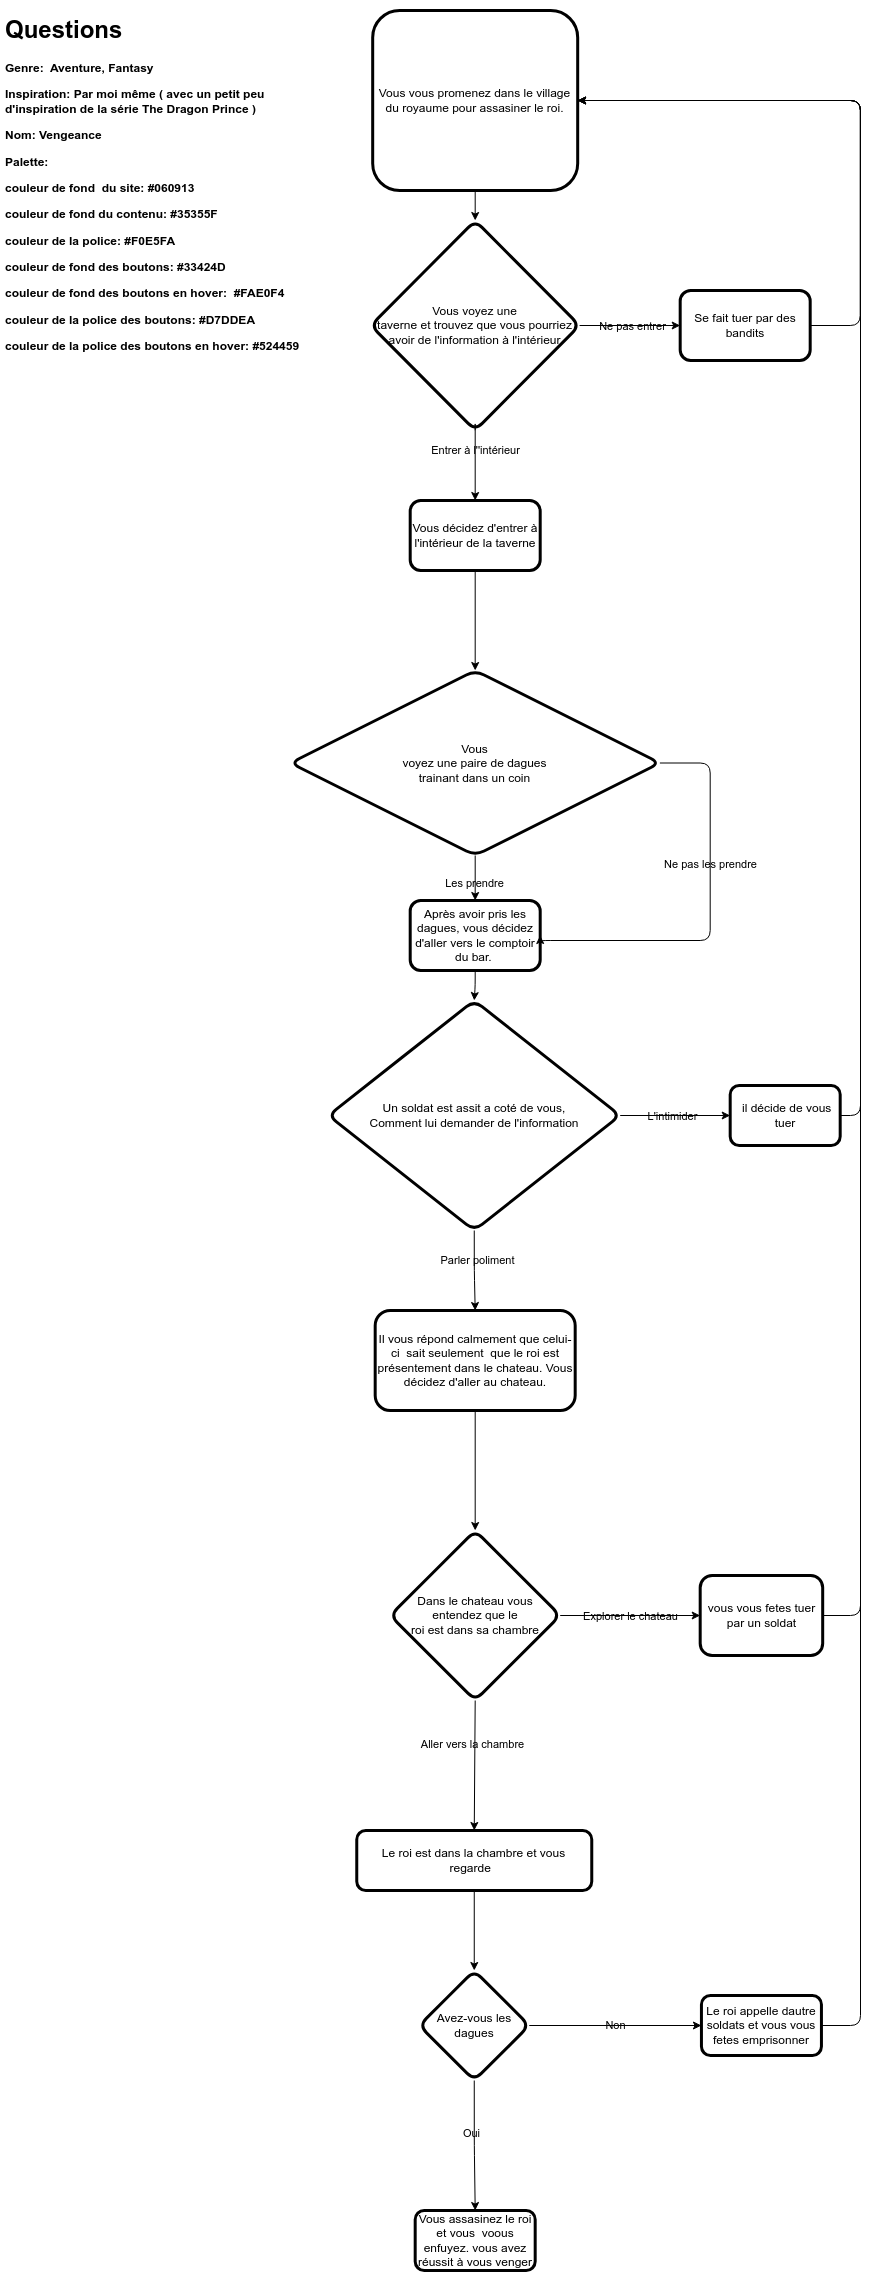 Questions
Genre:  Aventure, Fantasy
Inspiration: Par moi même ( avec un petit peu
d'inspiration de la série The Dragon Prince )
Nom: Vengeance
Palette:
couleur de fond  du site: #060913
couleur de fond du contenu: #35355F
couleur de la police: #F0E5FA
couleur de fond des boutons: #33424D
couleur de fond des boutons en hover:  #FAE0F4
couleur de la police des boutons: #D7DDEA
couleur de la police des boutons en hover: #524459
Vous vous promenez dans le village
du royaume pour assasiner le roi.
Vous voyez une
taverne et trouvez que vous pourriez
avoir de l'information à l'intérieur
Ne pas entrer
Se fait tuer par des
bandits
Entrer à l''intérieur
Vous décidez d'entrer à
l'intérieur de la taverne
Vous
voyez une paire de dagues
trainant dans un coin
Ne pas les prendre
Les prendre
Après avoir pris les
dagues, vous décidez
d'aller vers le comptoir
du bar.
Un soldat est assit a coté de vous,
Comment lui demander de l'information
L'intimider
il décide de vous
tuer
Parler poliment
Il vous répond calmement que celui-
ci  sait seulement  que le roi est
présentement dans le chateau. Vous
décidez d'aller au chateau.
Dans le chateau vous
entendez que le
roi est dans sa chambre
Explorer le chateau
vous vous fetes tuer
par un soldat
Aller vers la chambre
Le roi est dans la chambre et vous
regarde
Avez-vous les
dagues
Non
Le roi appelle dautre
soldats et vous vous
fetes emprisonner
Oui
Vous assasinez le roi
et vous  voous
enfuyez. vous avez
réussit à vous venger